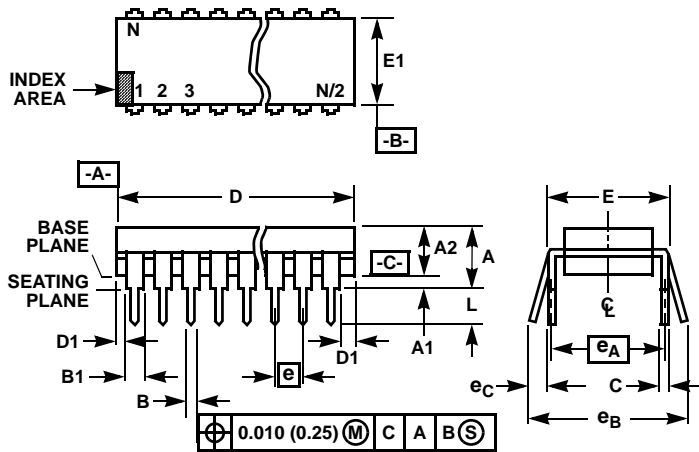 N
E1
INDEX
AREA
1 2 3 N/2
-B-
-A-
D
E
BASE
PLANE
A2
A
-C-
SEATING
PLANE
L
C
L
D1
B1
A1
D1
e
eA
B
eC
C
eB
0.010 (0.25) M C A B S